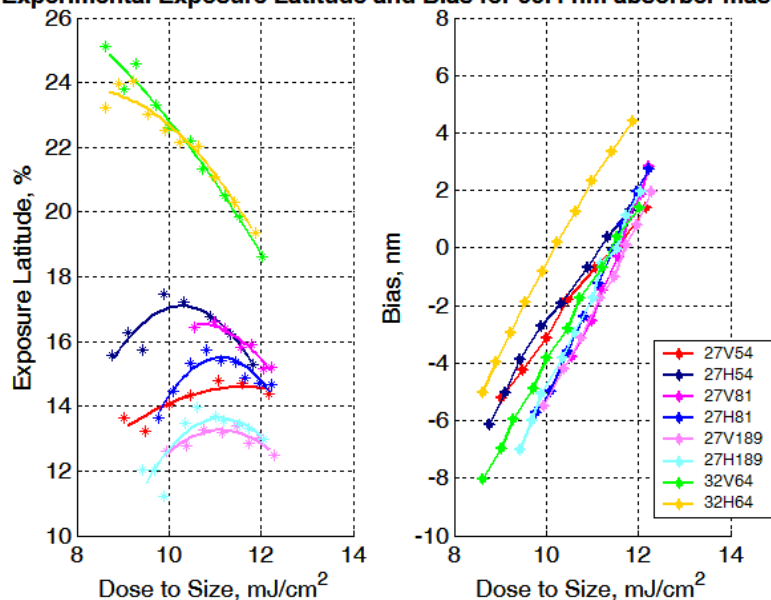 Experimental Exposure Latitude and Bias for nm absorber
Exposure Latitude, %
26
24
22
20
18
16
14
12
10
8
10
12
14
Dose to Size, mJ/cm²
Bias, nm
8
6
4
2
0
-2
-4
-6
-8
-10
8
10
12
14
Dose to Size, mJ/cm²
27V54
27H54
27V81
27H81
27V189
27H189
32V64
32H64